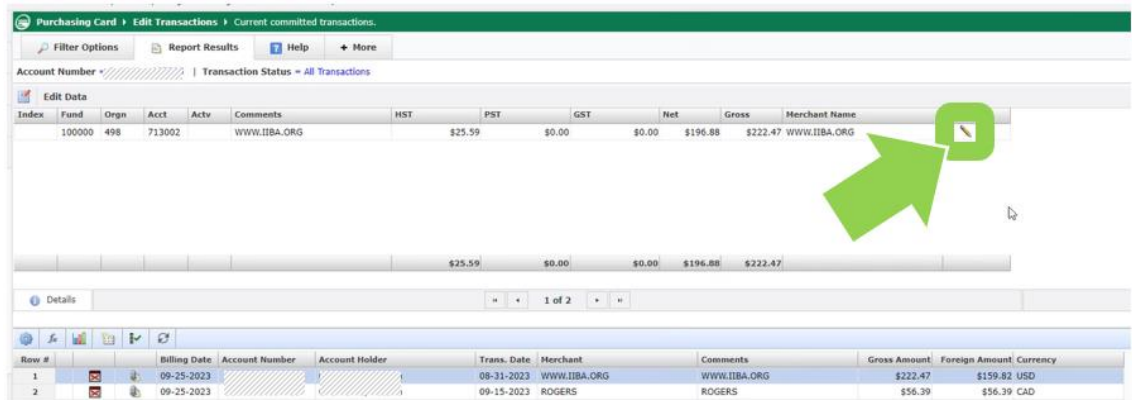 Purchasing Card Edit Transactions Current committed transactions.
Filter Options Report Results ? Help + More
Account Number = | Transaction Status = All Transactions
Edit Data
Index Fund Orgn Acct Actv Comments HST PST GST Net Gross Merchant Name
100000 498 713002 WWW.IIBA.ORG $25.59 $0.00 $0.00 $196.88 $222.47 WWW.IIBA.ORG
$25.59 $0.00 $0.00 $196.88 $222.47
Details 1 of 2
Row # Billing Date Account Number Account Holder Trans. Date Merchant Comments Gross Amount Foreign Amount Currency
1 09-25-2023 08-31-2023 WWW.IIBA.ORG WWW.IIBA.ORG $222.47 $159.82 USD
2 09-25-2023 09-15-2023 ROGERS ROGERS $56.39 $56.39 CAD